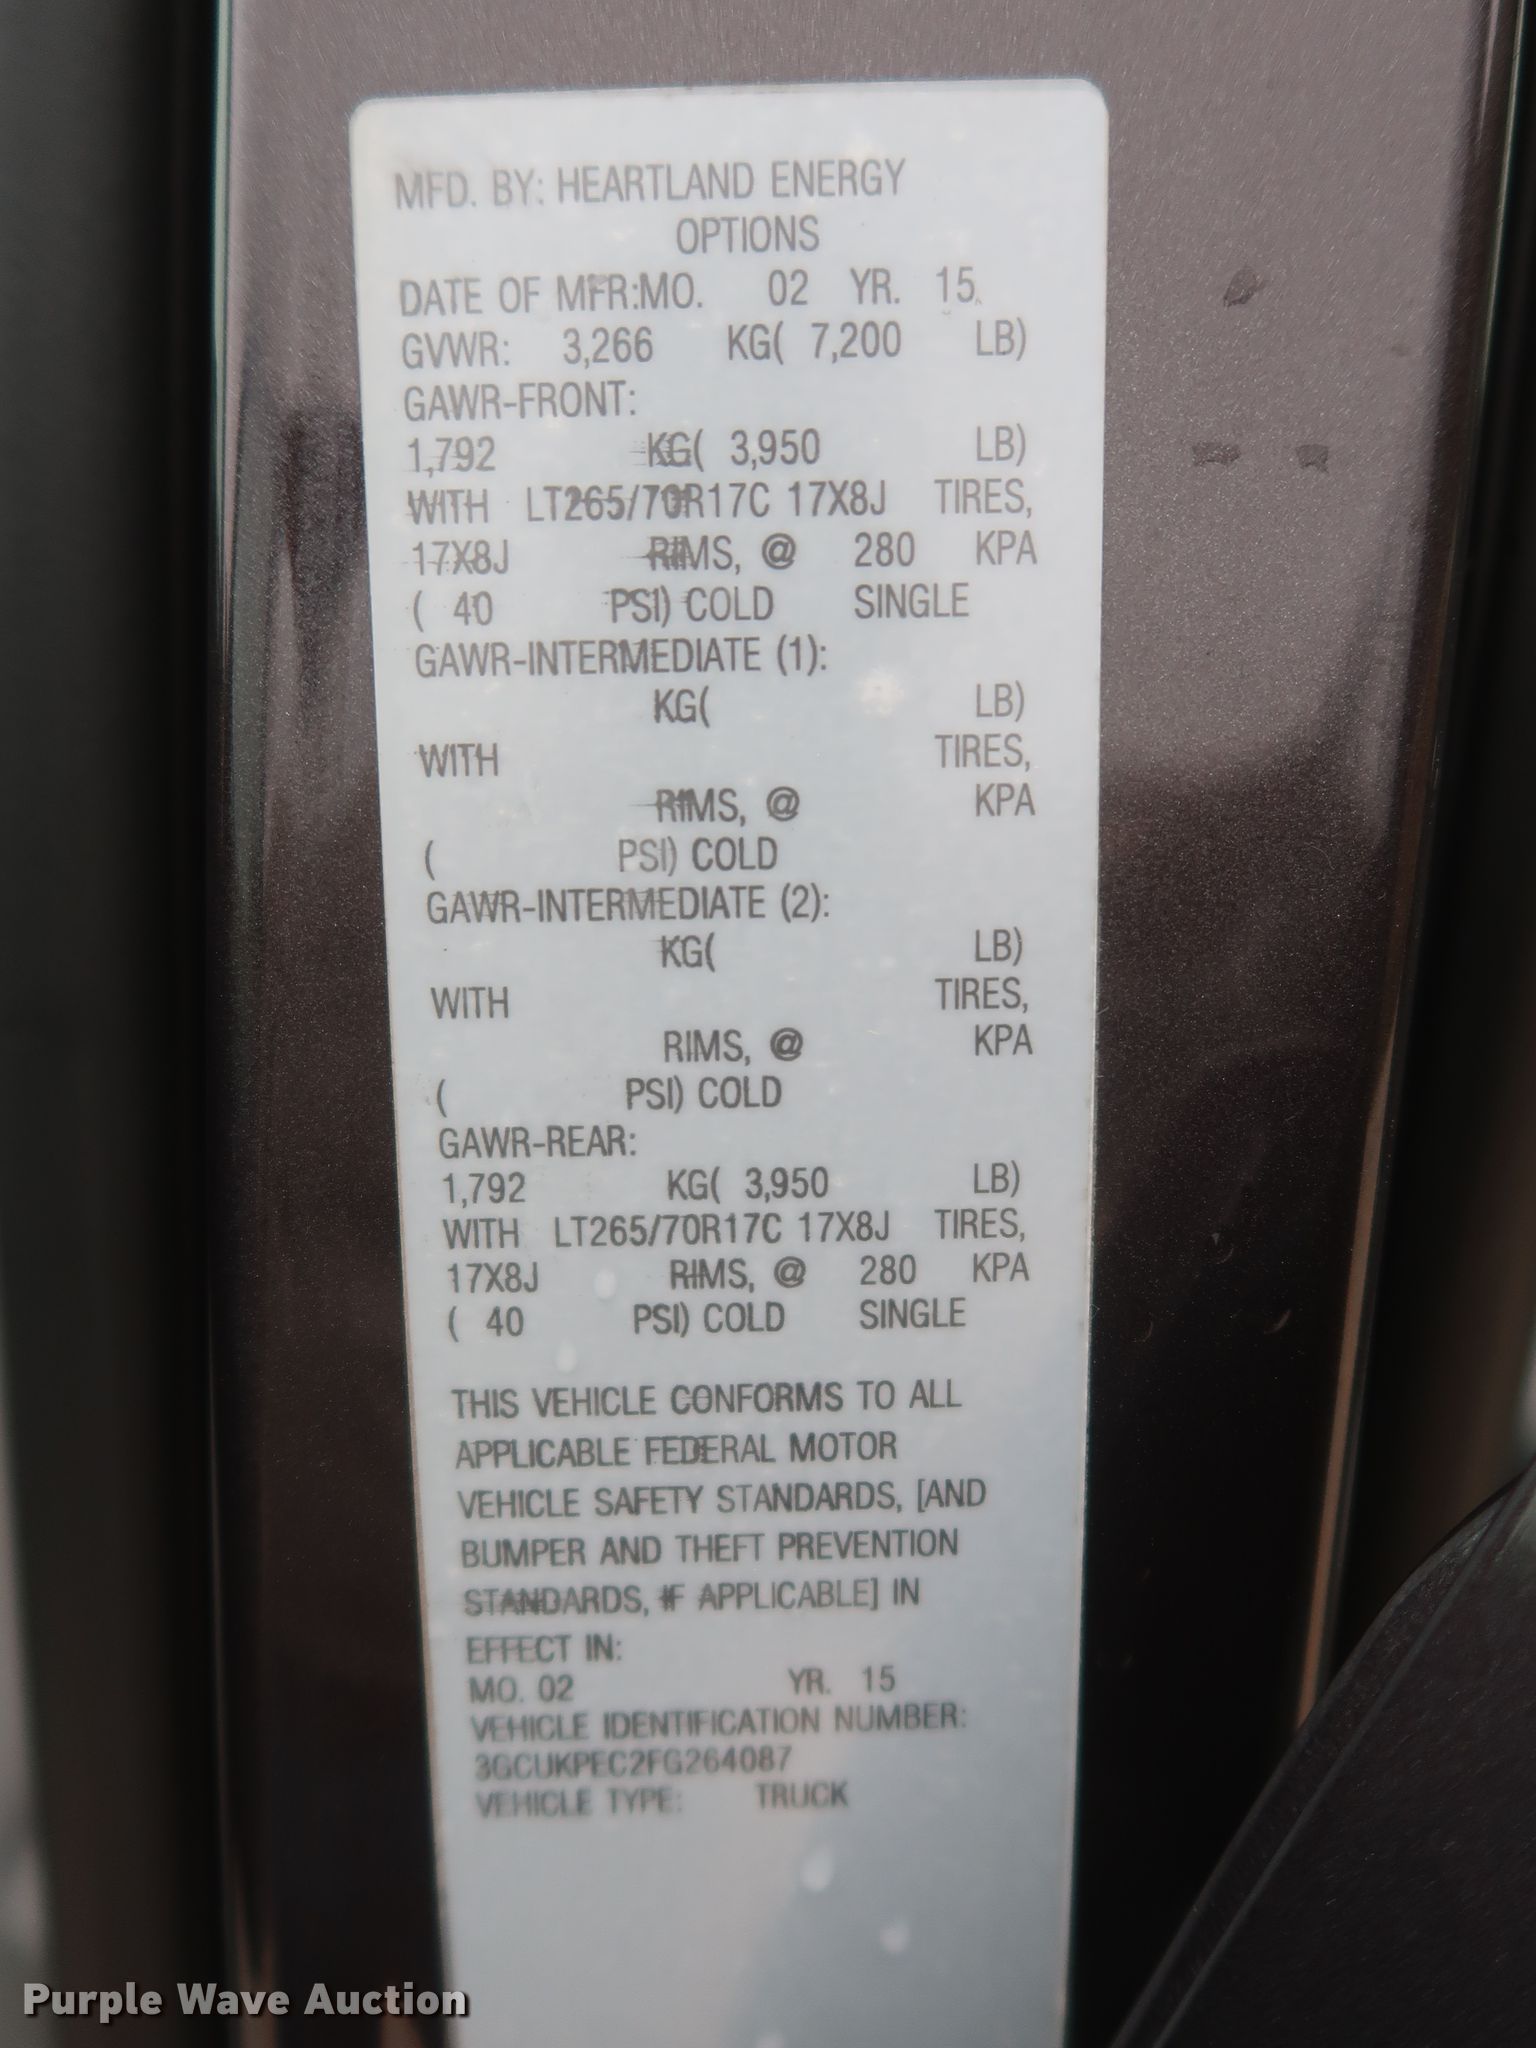 MFD. BY: HEARTLAND ENERGY
OPTIONS
DATE OF MFR:MO. 02 YR. 15
GVWR: 3,266 KG( 7,200 LB)
GAWR-FRONT:
1,792 KG( 3,950 LB)
WITH LT265/70R17C 17X8J TIRES,
17X8J RIMS, @ 280 KPA
( 40 PSI) COLD SINGLE
GAWR-INTERMEDIATE (1):
KG( LB)
WITH TIRES,
RIMS, @ KPA
( PSI) COLD
GAWR-INTERMEDIATE (2):
KG( LB)
WITH TIRES,
RIMS, @ KPA
( PSI) COLD
GAWR-REAR:
1,792 KG( 3,950 LB)
WITH LT265/70R17C 17X8J TIRES,
17X8J RIMS, @ 280 KPA
( 40 PSI) COLD SINGLE
THIS VEHICLE CONFORMS TO ALL
APPLICABLE FEDERAL MOTOR
VEHICLE SAFETY STANDARDS, [AND
BUMPER AND THEFT PREVENTION
STANDARDS, IF APPLICABLE] IN
EFFECT IN:
MO. 02 YR. 15
VEHICLE IDENTIFICATION NUMBER:
3GCUKPEC2FG264087
VEHICLE TYPE: TRUCK
Purple Wave Auction